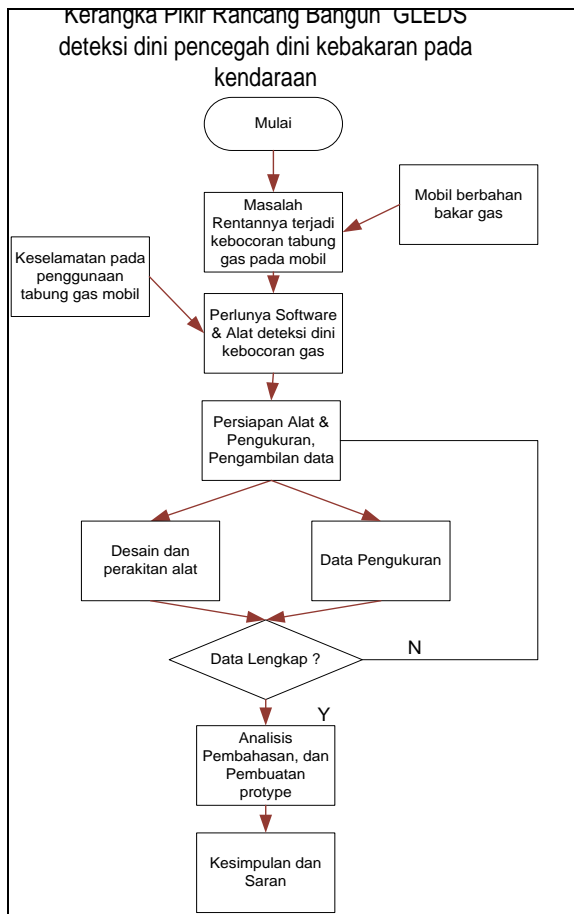 Kerangka Pikir Rancang Bangun GLEDS
deteksi dini pencegah dini kebakaran pada
kendaraan
Mulai
Masalah
Rentannya terjadi
kebocoran tabung
gas pada mobil
Mobil berbahan
bakar gas
Keselamatan pada
penggunaan
tabung gas mobil
Perlunya Software
& Alat deteksi dini
kebocoran gas
Persiapan Alat &
Pengukuran,
Pengambilan data
Desain dan
perakitan alat
Data Pengukuran
Data Lengkap ?
N
Y
Analisis
Pembahasan, dan
Pembuatan
protype
Kesimpulan dan
Saran